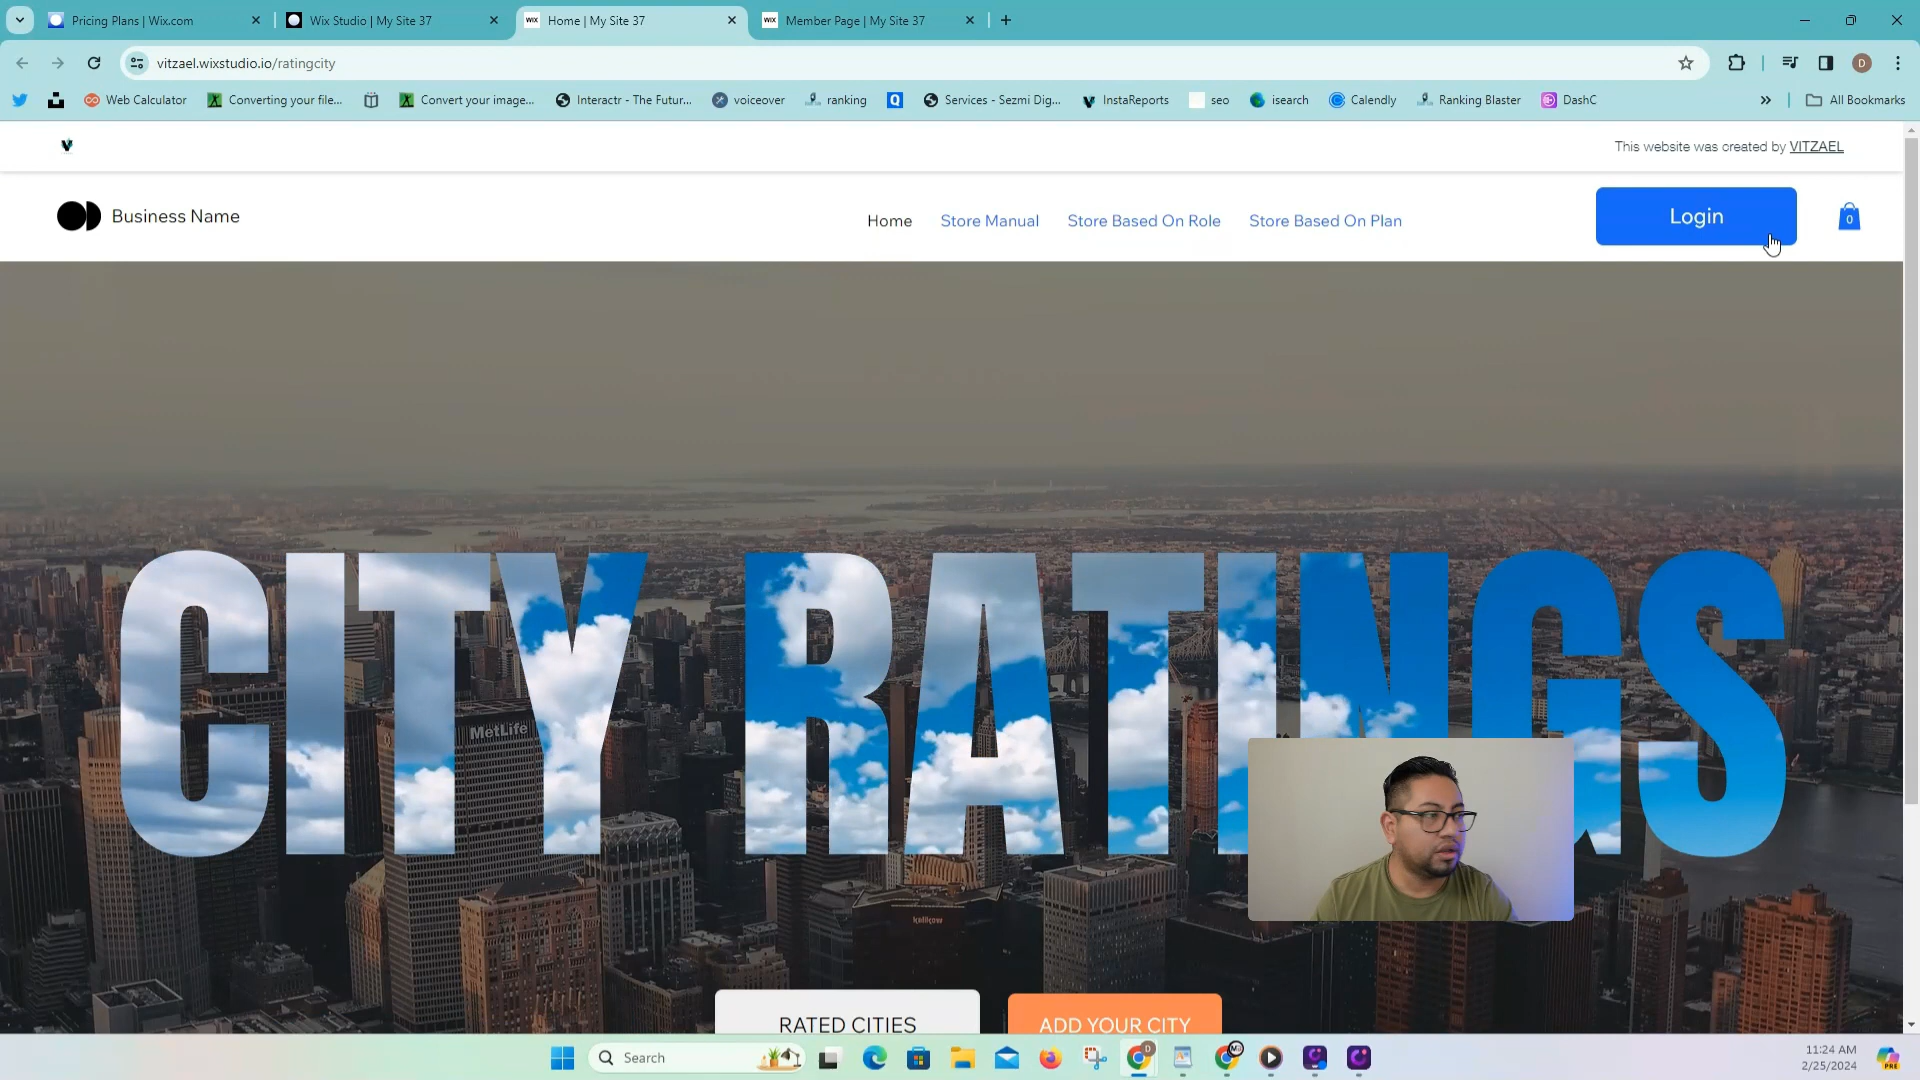 Pricing Plans | Wix.com
Wix Studio | My Site 37
WIX Home | My Site 37
WIX Member Page | My Site 37
vitzael.wixstudio.io/ratingcity
D
Web Calculator
Converting your file...
Convert your image...
Interactr - The Futur...
voiceover
ranking
Q
Services - Sezmi Dig...
InstaReports
seo
isearch
Calendly
Ranking Blaster
DashC
All Bookmarks
This website was created by VITZAEL
Business Name
Home
Store Manual
Store Based On Role
Store Based On Plan
Login
0
CITY RATINGS
MetLife
RATED CITIES
ADD YOUR CITY
Search
11:24 AM
2/25/2024
PRE